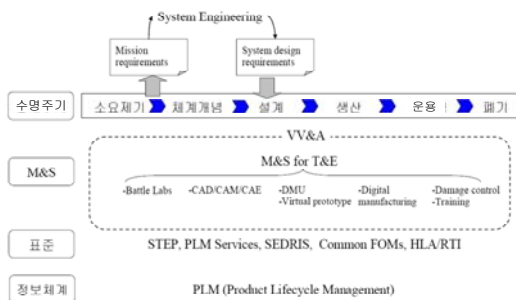 System Engineering
Mission
requirements
System design
requirements
수명주기
소요제기
체계개념
설계
생산
운용
폐기
VV&A
M&S
M&S for T&E
-Battle Labs
-CAD/CAM/CAE
-DMU
-Virtual prototype
-Digital
manufacturing
-Damage control
-Training
표준
STEP, PLM Services, SEDRIS, Common FOMs, HLA/RTI
정보체계
PLM (Product Lifecycle Management)